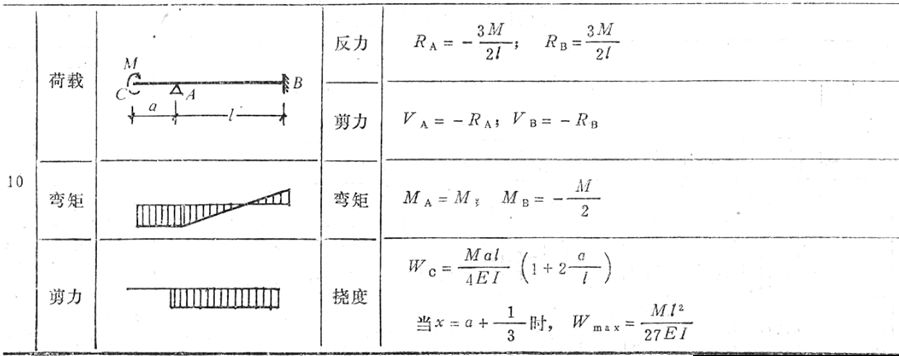 10
荷载
M
C
A
B
a
l
反力
R_A = -\frac{3M}{2l}; R_B = \frac{3M}{2l}
剪力
V_A = -R_A; V_B = -R_B
弯矩
弯矩
M_A = M; M_B = -\frac{M}{2}
剪力
挠度
W_C = \frac{Mal}{4EI} (1 + 2\frac{a}{l})
当 x = a + \frac{1}{3} 时, W_{max} = \frac{Ml^2}{27EI}